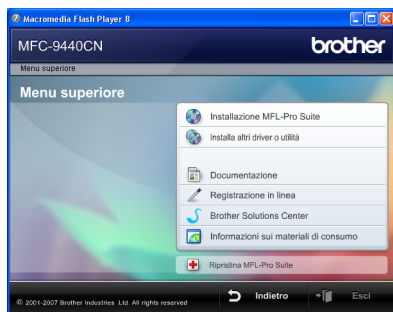 Macromedia Flash Player 8
MFC-9440CN
brother
Menu superiore
Menu superiore
Installazione MFL-Pro Suite
Installa altri driver o utilità
Documentazione
Registrazione in linea
Brother Solutions Center
Informazioni sui materiali di consumo
Ripristina MFL-Pro Suite
© 2001-2007 Brother Industries Ltd. All rights reserved
Indietro
Esci